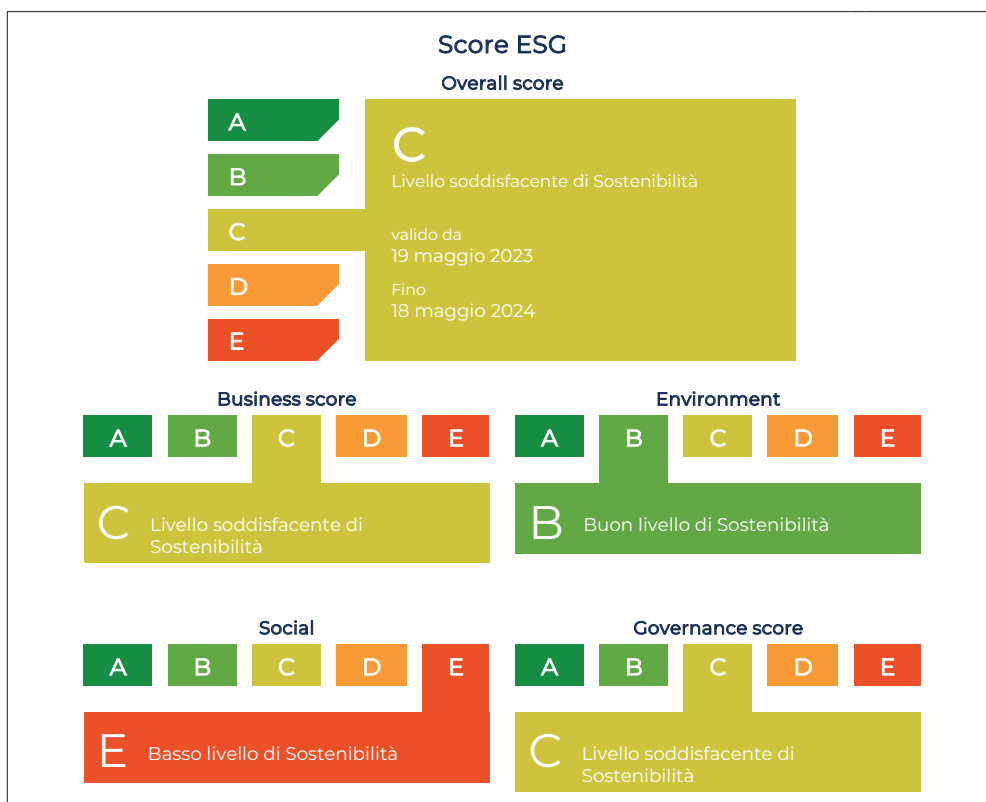 Score ESG
Overall score
A
B
C
D
E
C
Livello soddisfacente di Sostenibilità
valido da
19 maggio 2023
Fino
18 maggio 2024
Business score
A B C D E
C Livello soddisfacente di
Sostenibilità
Environment
A B C D E
B Buon livello di Sostenibilità
Social
A B C D E
E Basso livello di Sostenibilità
Governance score
A B C D E
C Livello soddisfacente di
Sostenibilità